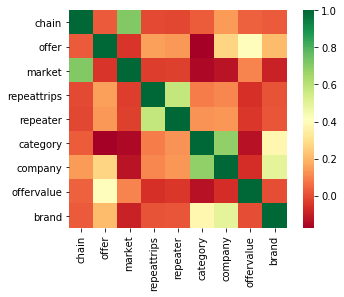 chain
offer
market
repeattrips
repeater
category
company
offervalue
brand
chain
offer
market
repeattrips
repeater
category
company
offervalue
brand
1.0
0.8
0.6
0.4
0.2
0.0